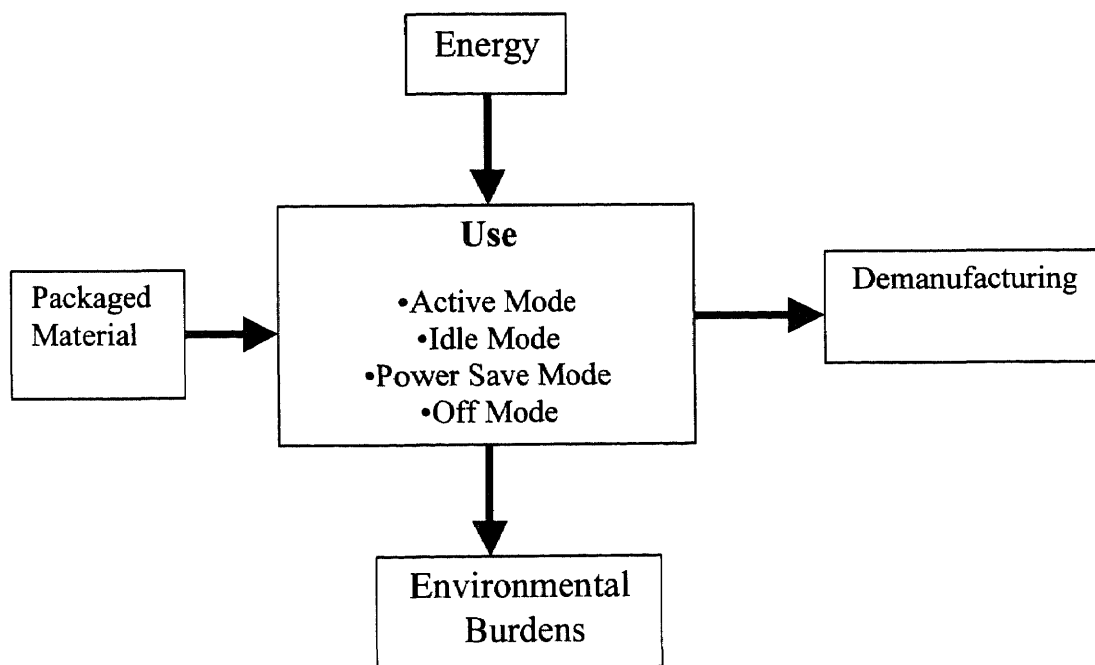 Energy
Use
•Active Mode
•Idle Mode
•Power Save Mode
•Off Mode
Packaged
Material
Demanufacturing
Environmental
Burdens